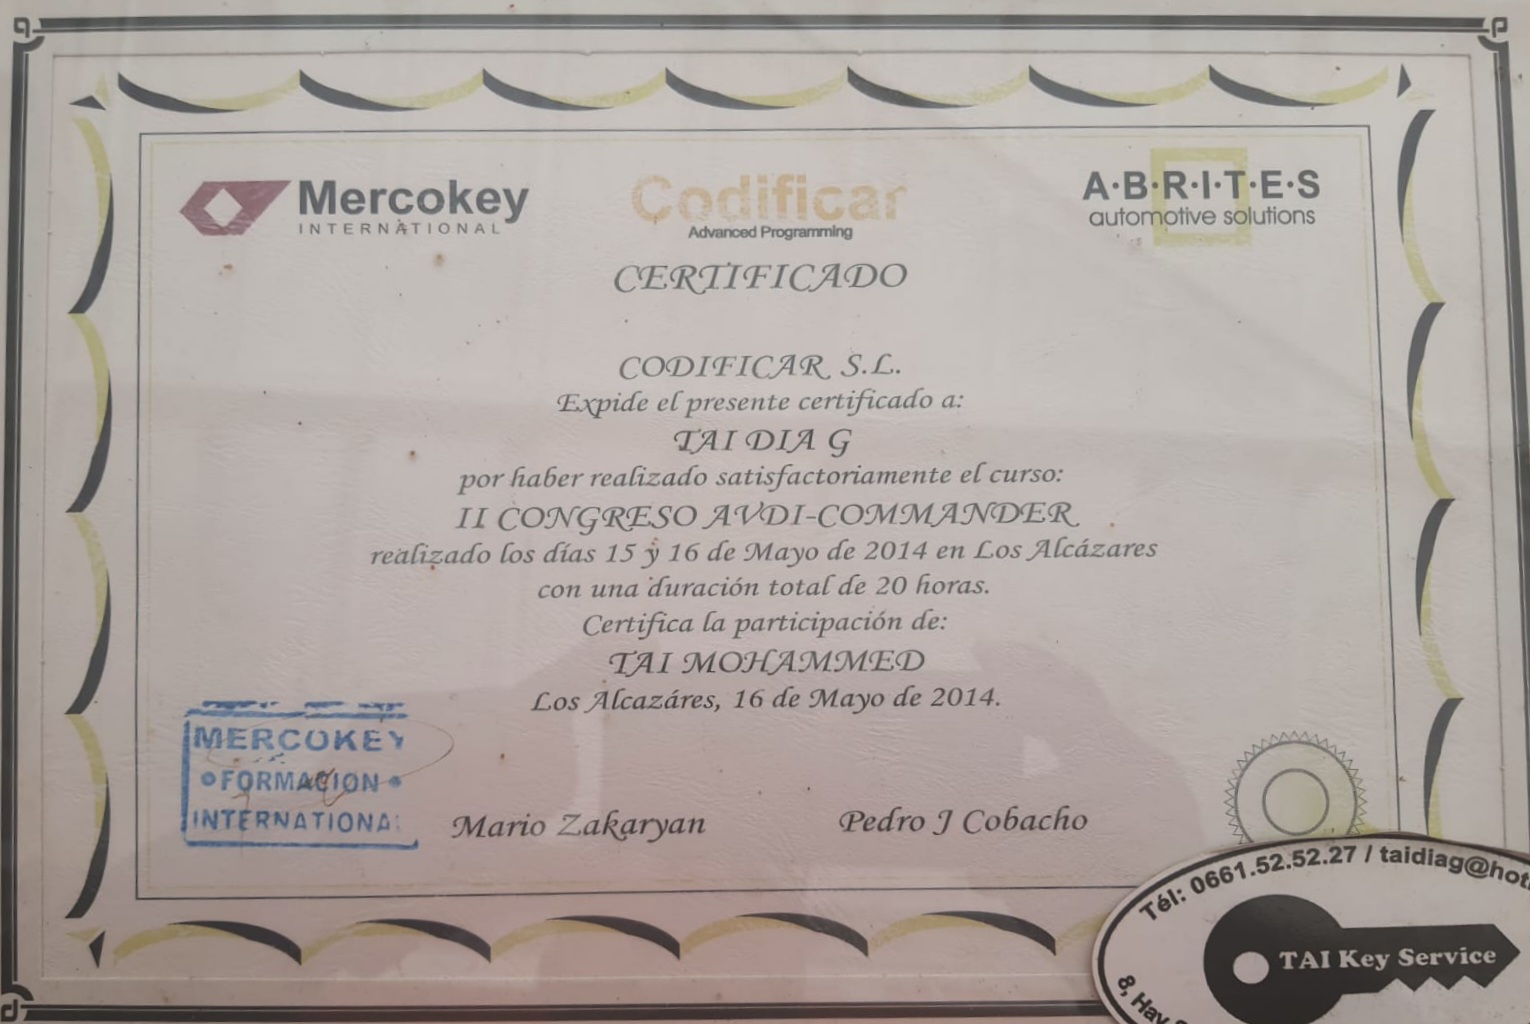 Mercokey
INTERNATIONAL
Codificar
Advanced Programming
A·B·R·I·T·E·S
automotive solutions
CERTIFICADO
CODIFICAR S.L.
Expide el presente certificado a:
TAI DIA G
por haber realizado satisfactoriamente el curso:
II CONGRESO AVDI-COMMANDER
realizado los días 15 y 16 de Mayo de 2014 en Los Alcázares
con una duración total de 20 horas.
Certifica la participación de:
TAI MOHAMMED
Los Alcazáres, 16 de Mayo de 2014.
MERCOKEY
FORMACION
INTERNATIONAL
Mario Zakaryan
Pedro J Cobacho
Tél: 0661.52.52.27 / taidiag@hot
TAI Key Service
8, Hay